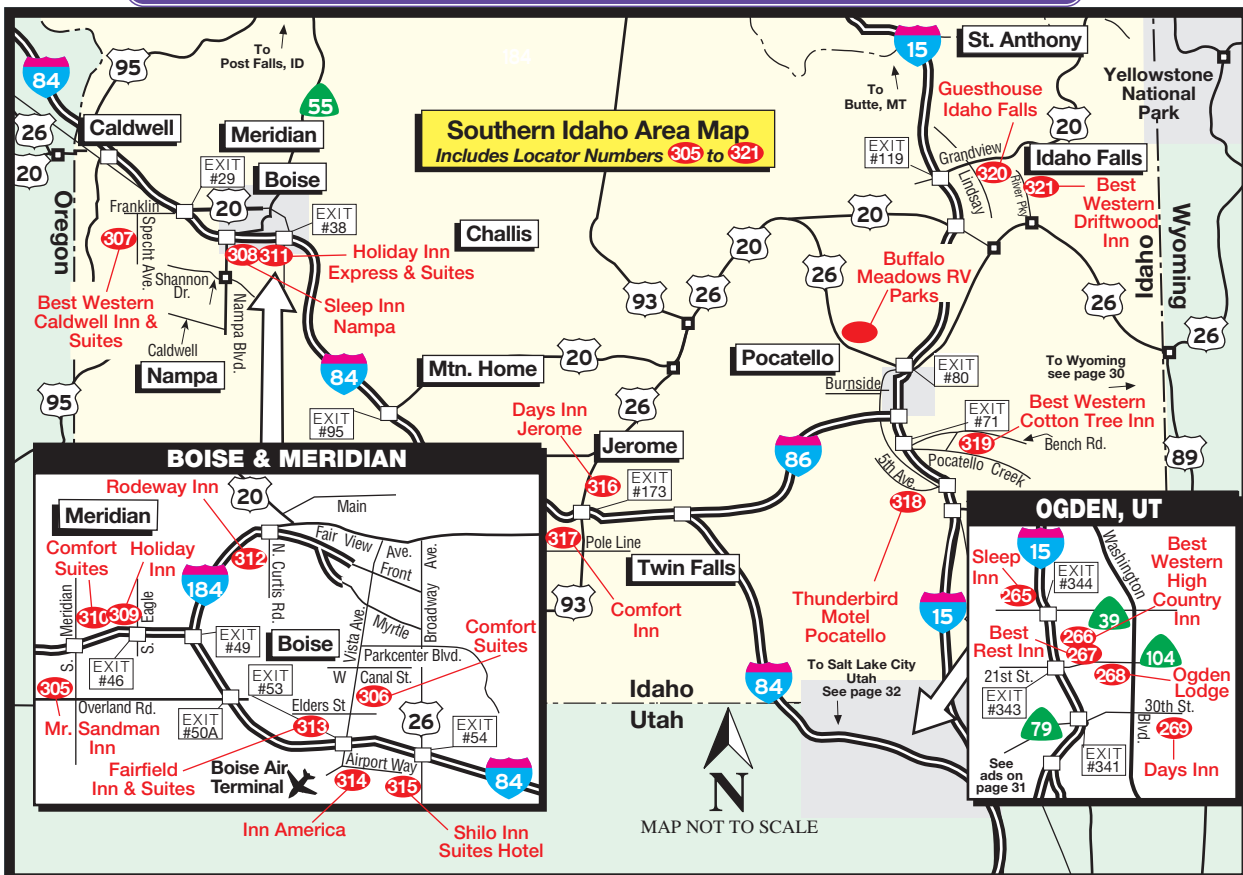 To
Post Falls, ID
95
84
55
184
15
St. Anthony
To
Butte, MT
Yellowstone
National
Park
Guesthouse
Idaho Falls
26
20
Caldwell
Meridian
Southern Idaho Area Map
Includes Locator Numbers 305 to 321
EXIT
#119
Grandview
20
Idaho Falls
EXIT
#29
Boise
320
321
Lindsay
River Pky
Best
Western
Driftwood
Inn
Oregon
Franklin
Specht Ave.
20
EXIT
#38
307
308
311
Holiday Inn
Express & Suites
Challis
20
20
26
Buffalo
Meadows RV
Parks
Idaho
Wyoming
Shannon
Dr.
Nampa Blvd.
Sleep Inn
Nampa
Best Western
Caldwell Inn &
Suites
Caldwell
Nampa
93
26
26
26
84
Mtn. Home
20
Pocatello
Burnside
EXIT
#80
To Wyoming
see page 30
95
EXIT
#95
26
Days Inn
Jerome
Jerome
316
EXIT
#173
86
EXIT
#71
Best Western
Cotton Tree Inn
319
Bench Rd.
Pocatello Creek
5th Ave.
318
89
317
Pole Line
Twin Falls
93
Comfort
Inn
Thunderbird
Motel
Pocatello
15
84
To Salt Lake City
Utah
See page 32
Idaho
Utah
N
MAP NOT TO SCALE
BOISE & MERIDIAN
Rodeway Inn
20
Main
Meridian
Comfort
Suites
Holiday
Inn
312
N. Curtis Rd.
Fair View
Ave.
Front
Broadway Ave.
184
310
309
S. Meridian
S. Eagle
EXIT
#49
Boise
Vista Ave.
Myrtle
Comfort
Suites
EXIT
#46
Parkcenter Blvd.
W Canal St.
306
305
EXIT
#53
Overland Rd.
Elders St
26
Mr. Sandman
Inn
EXIT
#50A
313
EXIT
#54
Fairfield
Inn & Suites
Boise Air
Terminal
Airport Way
314
315
84
Inn America
Shilo Inn
Suites Hotel
OGDEN, UT
15
Washington
Blvd.
Sleep
Inn
EXIT
#344
Best
Western
High
Country
Inn
265
39
266
Best
Rest Inn
267
104
21st St.
268
Ogden
Lodge
EXIT
#343
30th St.
79
269
EXIT
#341
Days Inn
See
ads on
page 31